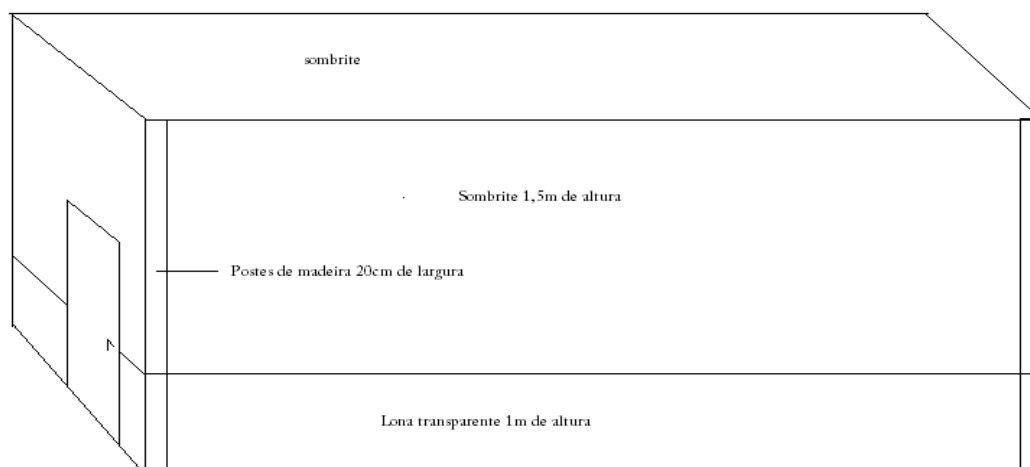 sombrite
Sombrite 1,5m de altura
Postes de madeira 20cm de largura
Lona transparente 1m de altura